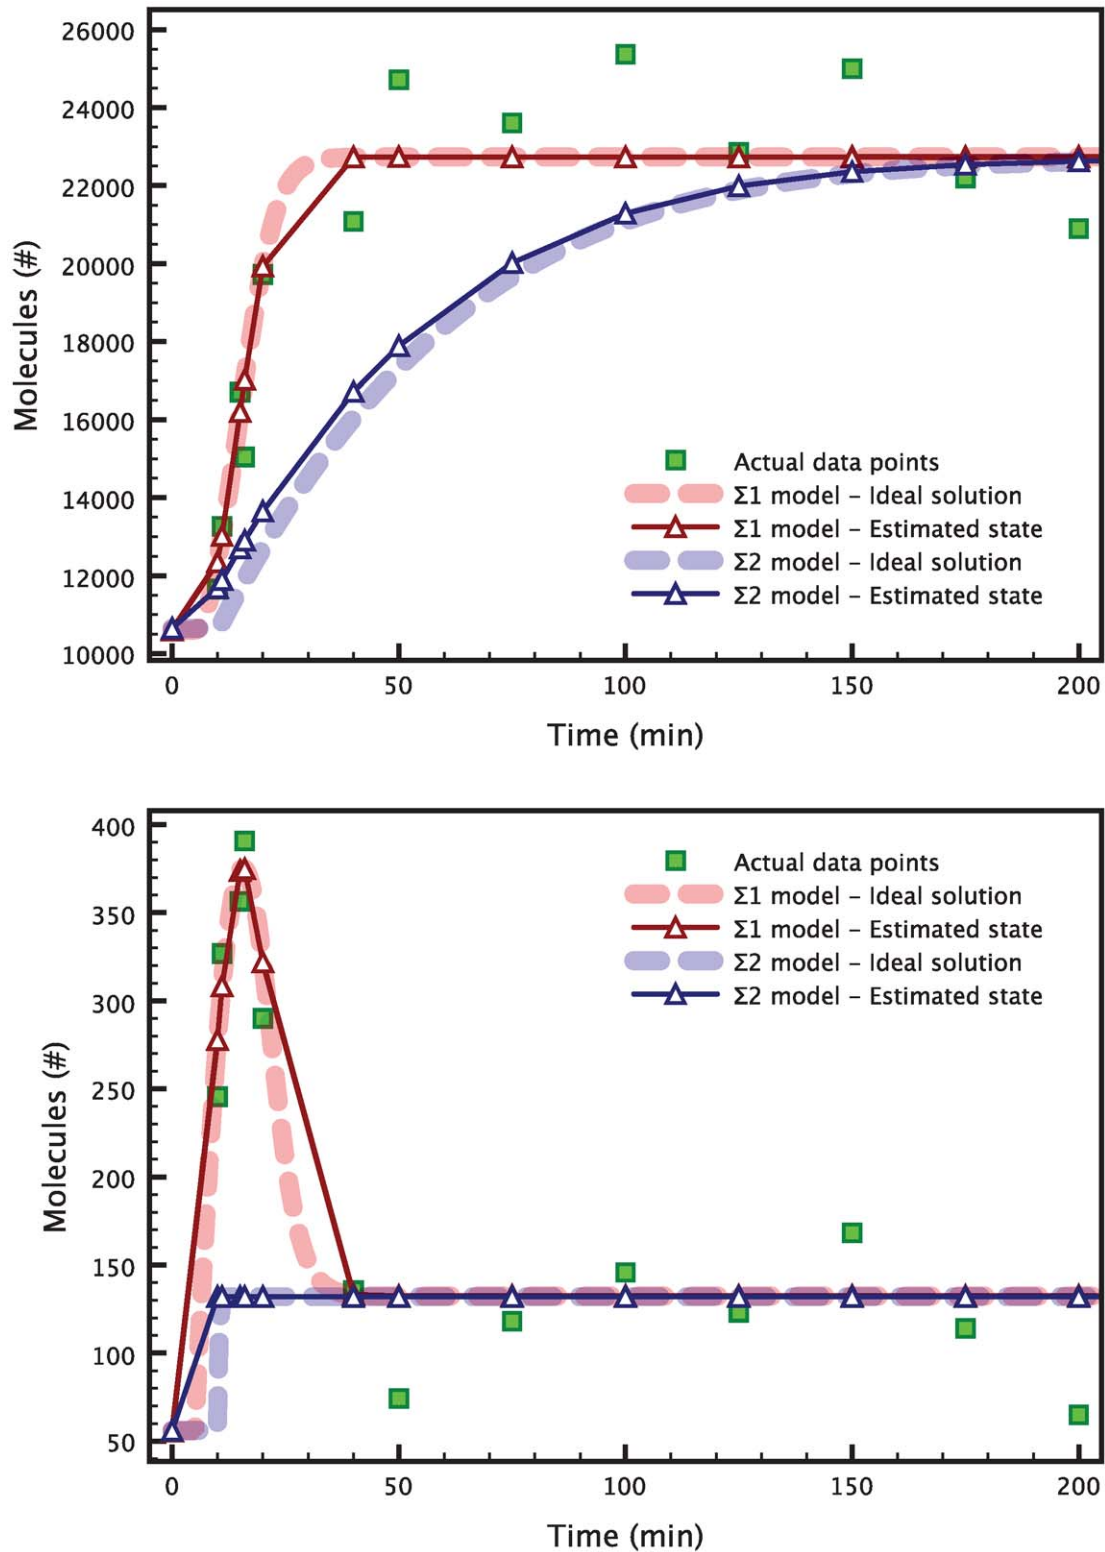 26000
24000
22000
20000
18000
16000
14000
12000
10000
Molecules (#)
Actual data points
Σ1 model – Ideal solution
Σ1 model – Estimated state
Σ2 model – Ideal solution
Σ2 model – Estimated state
0 50 100 150 200
Time (min)
400
350
300
250
200
150
100
50
Molecules (#)
Actual data points
Σ1 model – Ideal solution
Σ1 model – Estimated state
Σ2 model – Ideal solution
Σ2 model – Estimated state
0 50 100 150 200
Time (min)